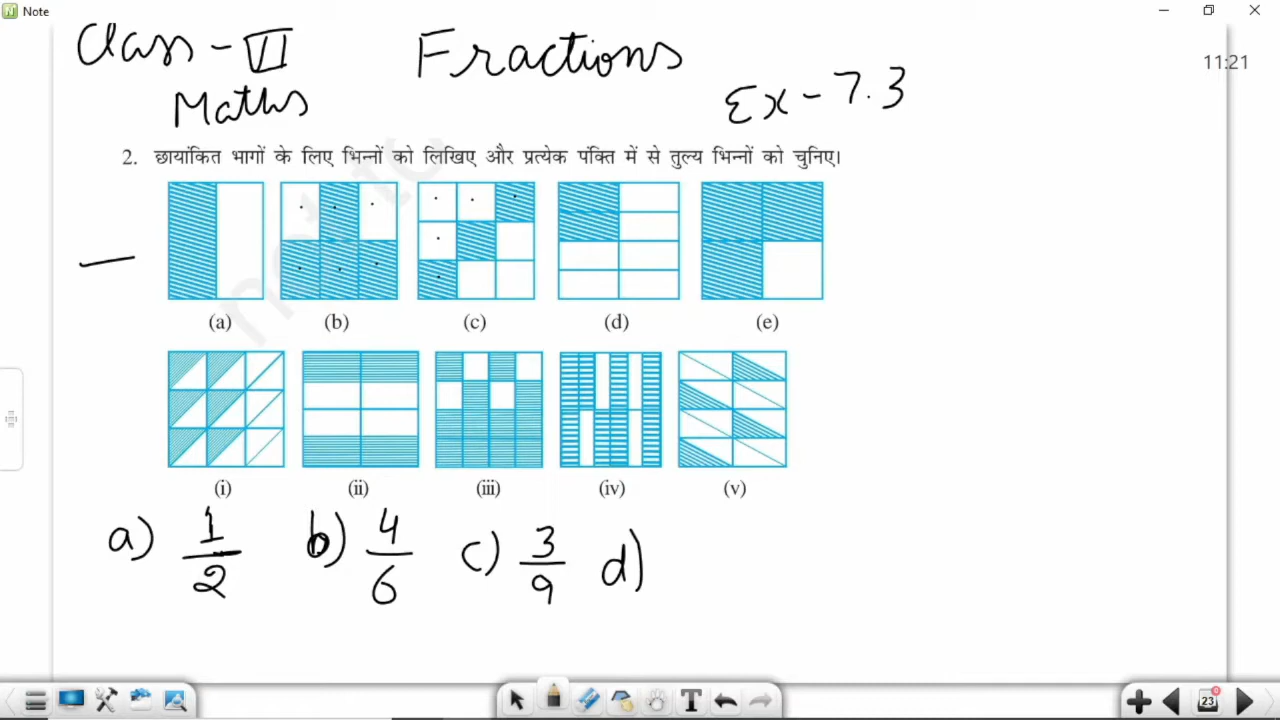 Note
11:21
Class - VI Fractions
Maths Ex - 7.3
2. छायांकित भागों के लिए भिन्नों को लिखिए और प्रत्येक पंक्ति में से तुल्य भिन्नों को चुनिए।
(a) (b) (c) (d) (e)
(i) (ii) (iii) (iv) (v)
a) 1/2 b) 4/6 c) 3/9 d)
23